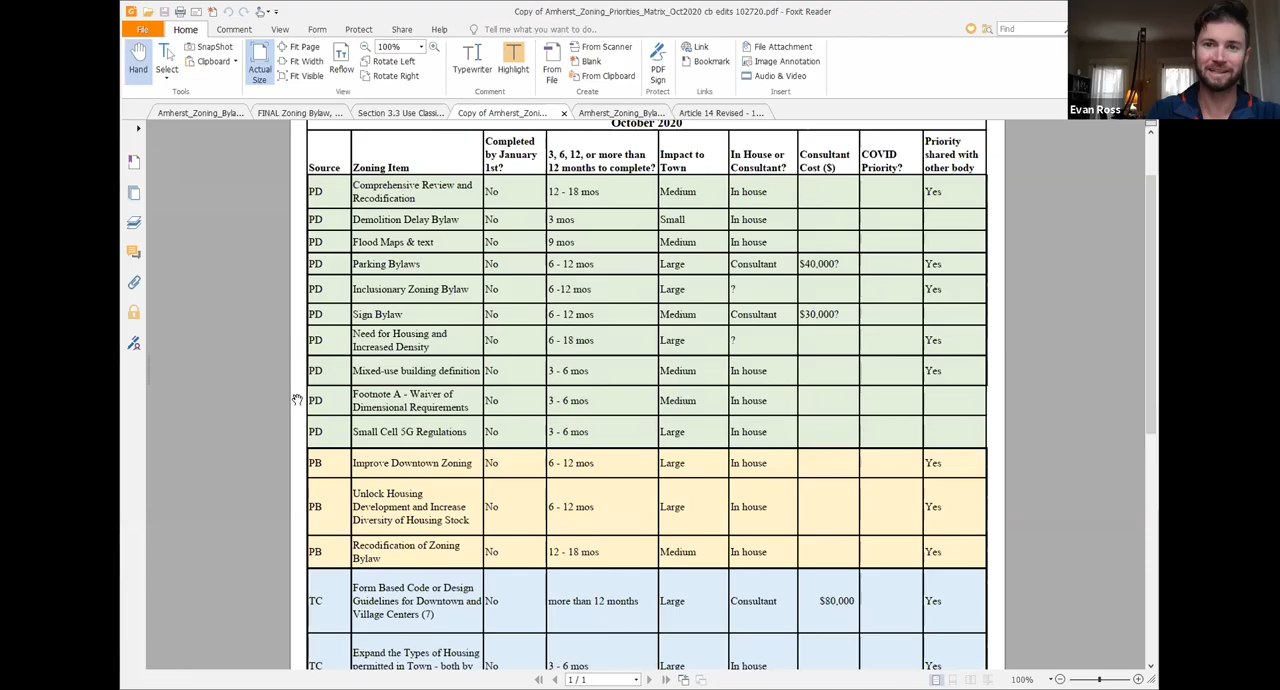 Copy of Amherst_Zoning_Priorities_Matrix_Oct2020 cb edits 102720.pdf - Foxit Reader
File Home Comment View Form Protect Share Help Tell me what you want to do... Find
Hand Select SnapShot Clipboard Actual Size Fit Page Fit Width Fit Visible Reflow 100% Rotate Left Rotate Right Typewriter Highlight From File From Scanner Blank From Clipboard PDF Sign Link Bookmark File Attachment Image Annotation Audio & Video
Tools View Comment Create Protect Links Insert
Evan Ross
Amherst_Zoning_Byla... FINAL Zoning Bylaw, ... Section 3.3 Use Classi... Copy of Amherst_Zoni... Amherst_Zoning_Byla... Article 14 Revised - 1...
October 2020
Source Zoning Item Completed by January 1st? 3, 6, 12, or more than 12 months to complete? Impact to Town In House or Consultant? Consultant Cost ($) COVID Priority? Priority shared with other body
PD Comprehensive Review and Recodification No 12 - 18 mos Medium In house Yes
PD Demolition Delay Bylaw No 3 mos Small In house
PD Flood Maps & text No 9 mos Medium In house
PD Parking Bylaws No 6 - 12 mos Large Consultant $40,000? Yes
PD Inclusionary Zoning Bylaw No 6 -12 mos Large ? Yes
PD Sign Bylaw No 6 - 12 mos Medium Consultant $30,000?
PD Need for Housing and Increased Density No 6 - 18 mos Large ? Yes
PD Mixed-use building definition No 3 - 6 mos Medium In house Yes
PD Footnote A - Waiver of Dimensional Requirements No 3 - 6 mos Medium In house
PD Small Cell 5G Regulations No 3 - 6 mos Large In house
PB Improve Downtown Zoning No 6 - 12 mos Large In house Yes
PB Unlock Housing Development and Increase Diversity of Housing Stock No 6 - 12 mos Large In house Yes
PB Recodification of Zoning Bylaw No 12 - 18 mos Medium In house Yes
TC Form Based Code or Design Guidelines for Downtown and Village Centers (7) No more than 12 months Large Consultant $80,000 Yes
TC Expand the Types of Housing permitted in Town - both by No 3 - 6 mos Large In house Yes
1 / 1 100%